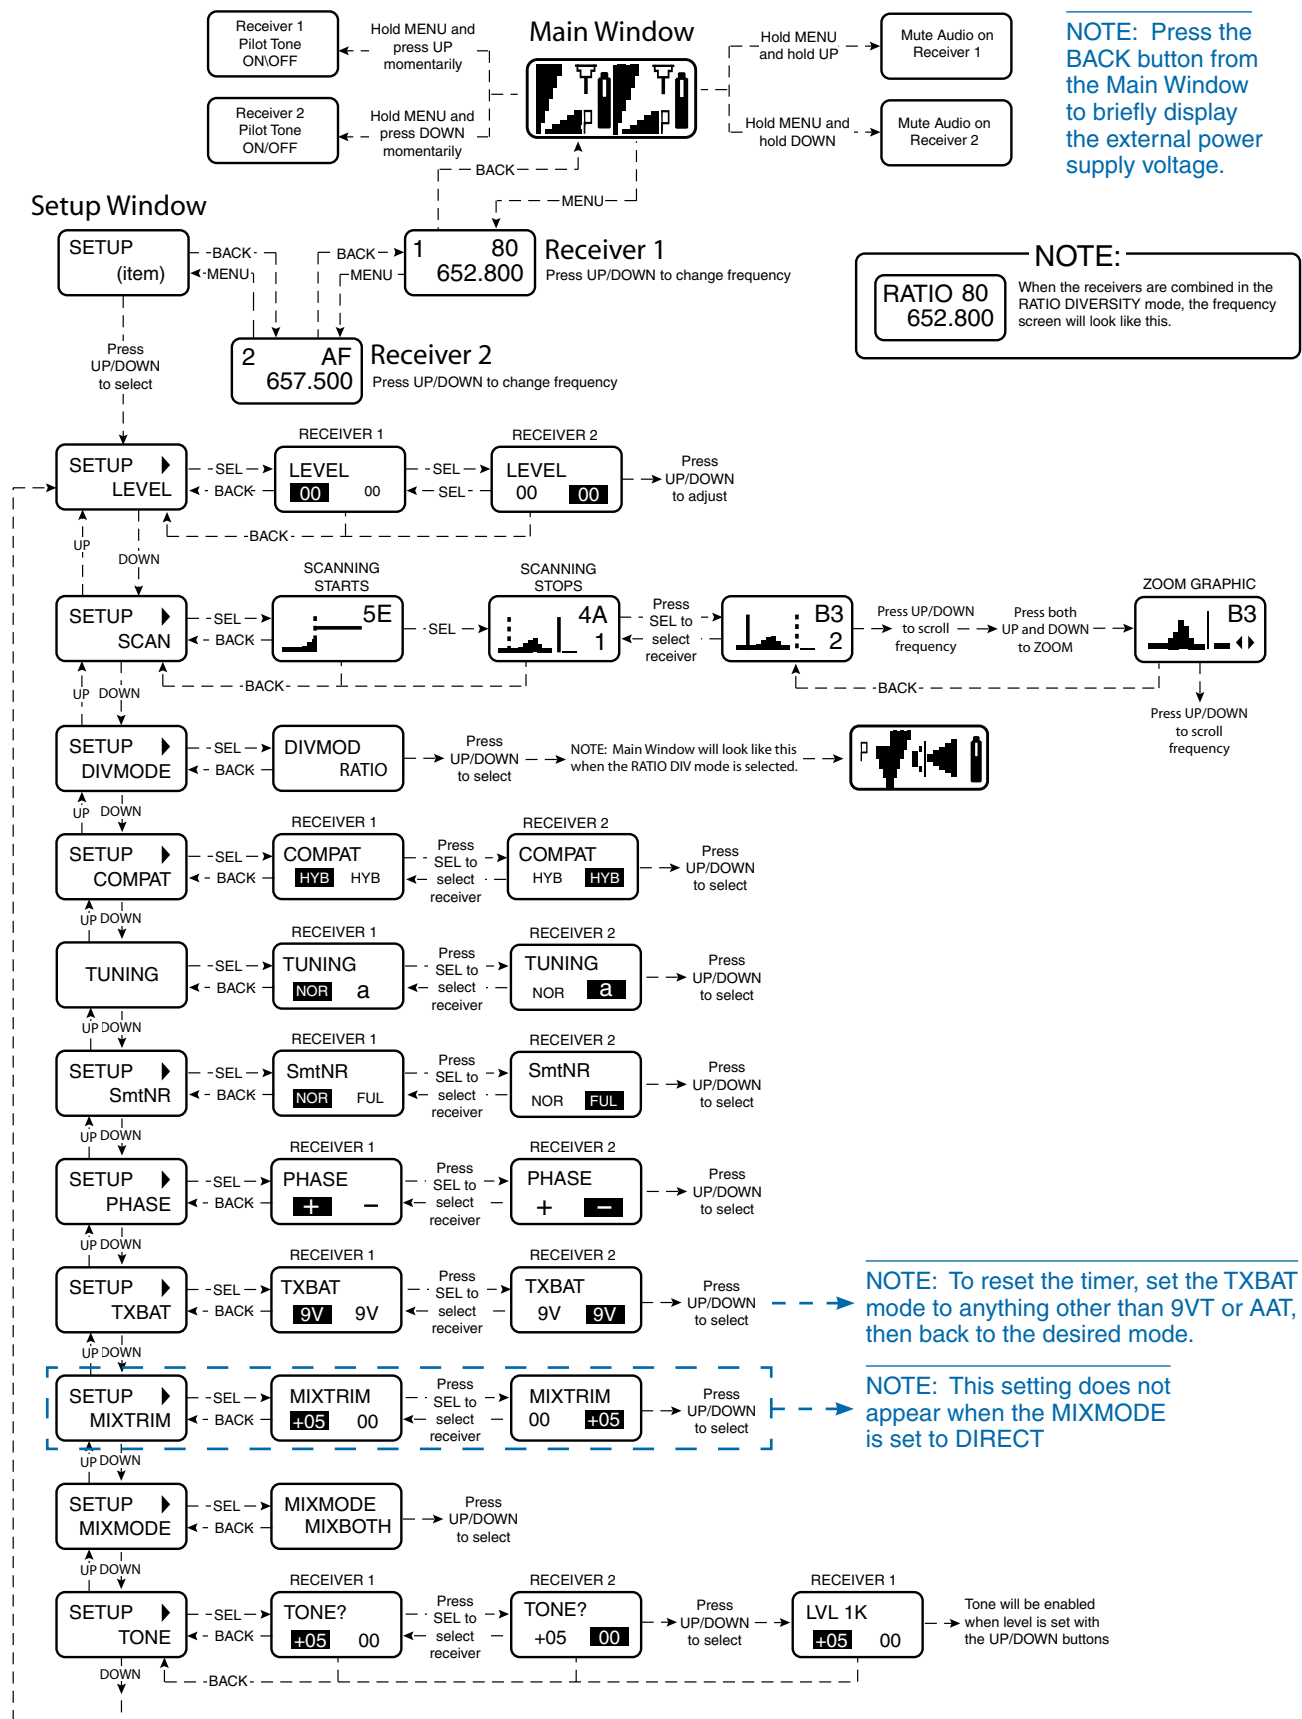 Receiver 1
Pilot Tone
ON\OFF
Hold MENU and
press UP
momentarily
Main Window
Hold MENU
and hold UP
Mute Audio on
Receiver 1
NOTE: Press the
BACK button from
the Main Window
to briefly display
the external power
supply voltage.
Receiver 2
Pilot Tone
ON/OFF
Hold MENU and
press DOWN
momentarily
Hold MENU and
hold DOWN
Mute Audio on
Receiver 2
BACK
MENU
Setup Window
SETUP
(item)
BACK
MENU
BACK
MENU
1 80
652.800
Receiver 1
Press UP/DOWN to change frequency
NOTE:
RATIO 80
652.800
When the receivers are combined in the
RATIO DIVERSITY mode, the frequency
screen will look like this.
2 AF
657.500
Receiver 2
Press UP/DOWN to change frequency
Press
UP/DOWN
to select
RECEIVER 1
RECEIVER 2
SETUP
LEVEL
SEL
BACK
LEVEL
00 00
SEL
SEL
LEVEL
00 00
Press
UP/DOWN
to adjust
BACK
UP
DOWN
SCANNING
STARTS
SCANNING
STOPS
ZOOM GRAPHIC
SETUP
SCAN
SEL
BACK
5E
SEL
4A
1
Press
SEL to
select
receiver
B3
2
Press UP/DOWN
to scroll
frequency
Press both
UP and DOWN
to ZOOM
B3
BACK
BACK
Press UP/DOWN
to scroll
frequency
UP
DOWN
SETUP
DIVMODE
SEL
BACK
DIVMOD
RATIO
Press
UP/DOWN
to select
NOTE: Main Window will look like this
when the RATIO DIV mode is selected.
UP
DOWN
RECEIVER 1
RECEIVER 2
SETUP
COMPAT
SEL
BACK
COMPAT
HYB HYB
Press
SEL to
select
receiver
COMPAT
HYB HYB
Press
UP/DOWN
to select
UP
DOWN
RECEIVER 1
RECEIVER 2
TUNING
SEL
BACK
TUNING
NOR a
Press
SEL to
select
receiver
TUNING
NOR a
Press
UP/DOWN
to select
UP
DOWN
RECEIVER 1
RECEIVER 2
SETUP
SmtNR
SEL
BACK
SmtNR
NOR FUL
Press
SEL to
select
receiver
SmtNR
NOR FUL
Press
UP/DOWN
to select
UP
DOWN
RECEIVER 1
RECEIVER 2
SETUP
PHASE
SEL
BACK
PHASE
+ –
Press
SEL to
select
receiver
PHASE
+ –
Press
UP/DOWN
to select
UP
DOWN
RECEIVER 1
RECEIVER 2
SETUP
TXBAT
SEL
BACK
TXBAT
9V 9V
Press
SEL to
select
receiver
TXBAT
9V 9V
Press
UP/DOWN
to select
NOTE: To reset the timer, set the TXBAT
mode to anything other than 9VT or AAT,
then back to the desired mode.
UP
DOWN
SETUP
MIXTRIM
SEL
BACK
MIXTRIM
+05 00
Press
SEL to
select
receiver
MIXTRIM
00 +05
Press
UP/DOWN
to select
NOTE: This setting does not
appear when the MIXMODE
is set to DIRECT
UP
DOWN
SETUP
MIXMODE
SEL
BACK
MIXMODE
MIXBOTH
Press
UP/DOWN
to select
UP
DOWN
RECEIVER 1
RECEIVER 2
RECEIVER 1
SETUP
TONE
SEL
BACK
TONE?
+05 00
Press
SEL to
select
receiver
TONE?
+05 00
Press
UP/DOWN
to select
LVL 1K
+05 00
Tone will be enabled
when level is set with
the UP/DOWN buttons
DOWN
BACK